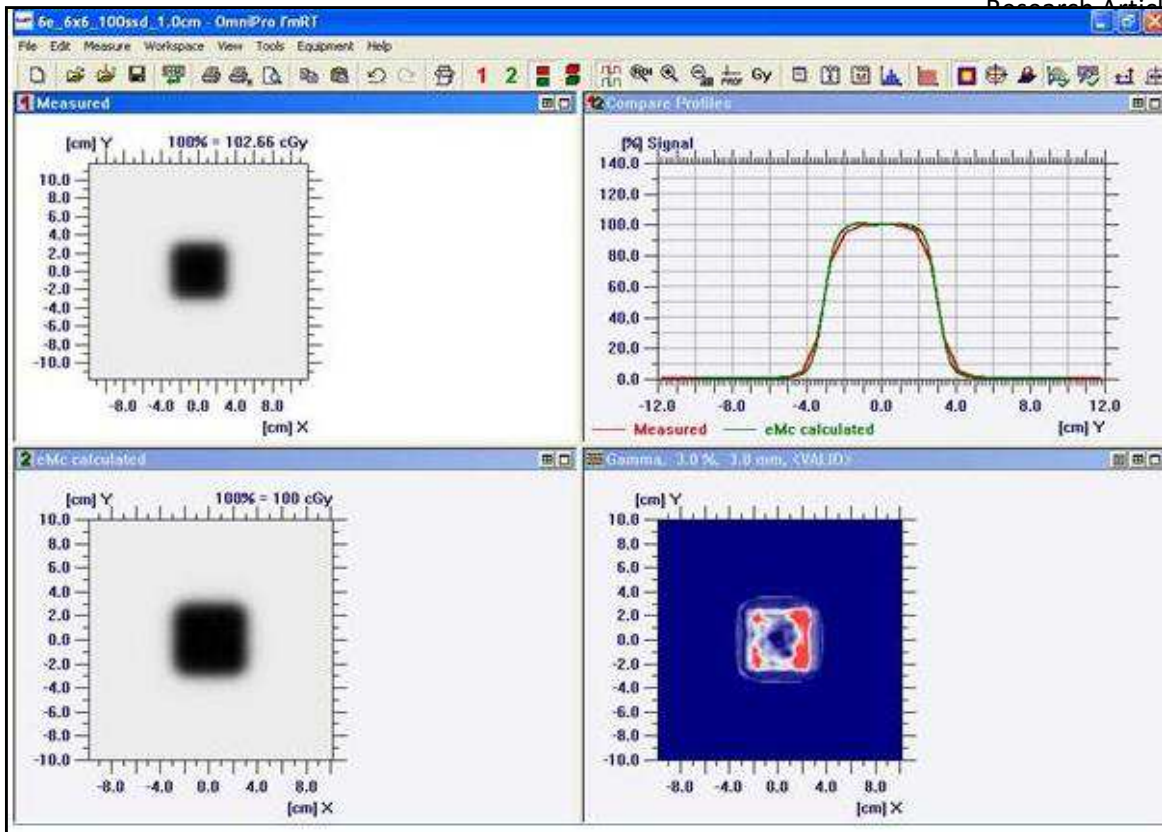 Research Artic
6e_6x6_100ssd_1.0cm - OmniPro I'mRT
File Edit Measure Workspace View Tools Equipment Help
1 2 Gy
1 Measured
[cm] Y 100% = 102.66 cGy
10.0
8.0
6.0
4.0
2.0
0.0
-2.0
-4.0
-6.0
-8.0
-10.0
-8.0 -4.0 0.0 4.0 8.0
[cm] X
12 Compare Profiles
[%] Signal
140.0
120.0
100.0
80.0
60.0
40.0
20.0
0.0
-12.0 -8.0 -4.0 0.0 4.0 8.0 12.0
Measured eMc calculated [cm] Y
2 eMc calculated
[cm] Y 100% = 100 cGy
10.0
8.0
6.0
4.0
2.0
0.0
-2.0
-4.0
-6.0
-8.0
-10.0
-8.0 -4.0 0.0 4.0 8.0
[cm] X
Gamma, 3.0 %, 3.0 mm, <VALID>
[cm] Y
10.0
8.0
6.0
4.0
2.0
0.0
-2.0
-4.0
-6.0
-8.0
-10.0
-8.0 -4.0 0.0 4.0 8.0
[cm] X